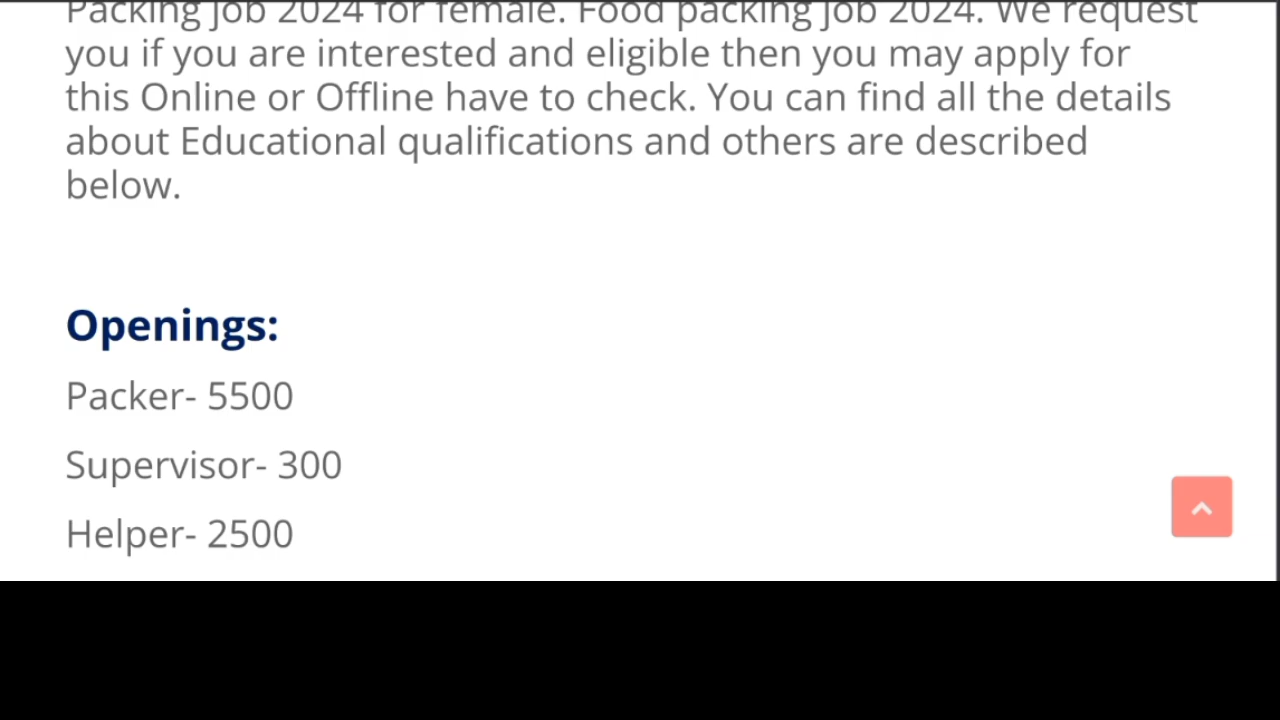 Packing Job 2024 for female. Food packing job 2024. We request
you if you are interested and eligible then you may apply for
this Online or Offline have to check. You can find all the details
about Educational qualifications and others are described
below.
Openings:
Packer- 5500
Supervisor- 300
Helper- 2500